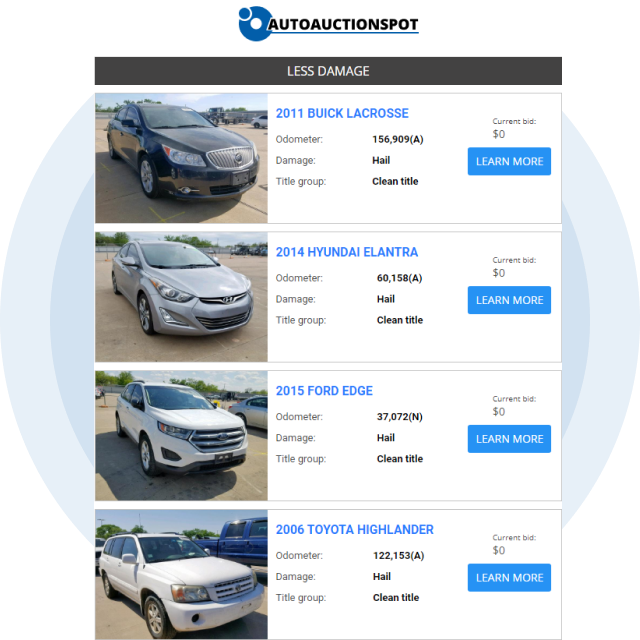 AUTOAUCTIONSPOT
LESS DAMAGE
2011 BUICK LACROSSE
Odometer: 156,909(A)
Damage: Hail
Title group: Clean title
Current bid:
$0
LEARN MORE
2014 HYUNDAI ELANTRA
Odometer: 60,158(A)
Damage: Hail
Title group: Clean title
Current bid:
$0
LEARN MORE
2015 FORD EDGE
Odometer: 37,072(N)
Damage: Hail
Title group: Clean title
Current bid:
$0
LEARN MORE
2006 TOYOTA HIGHLANDER
Odometer: 122,153(A)
Damage: Hail
Title group: Clean title
Current bid:
$0
LEARN MORE